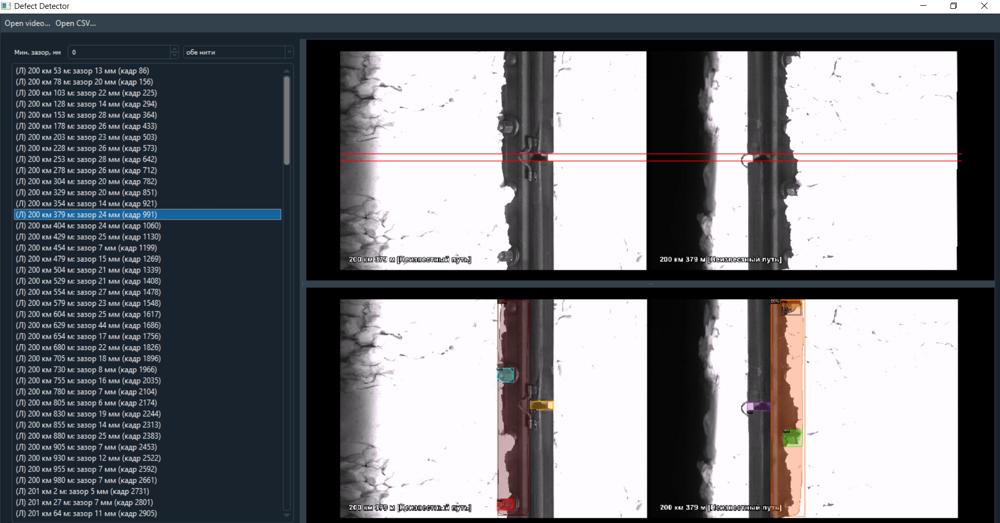 Defect Detector
Open video... Open CSV...
Мин. зазор, мм 0 обе нити
(Л) 200 км 53 м: зазор 13 мм (кадр 86)
(Л) 200 км 78 м: зазор 20 мм (кадр 156)
(Л) 200 км 103 м: зазор 22 мм (кадр 225)
(Л) 200 км 128 м: зазор 14 мм (кадр 294)
(Л) 200 км 153 м: зазор 28 мм (кадр 364)
(Л) 200 км 178 м: зазор 26 мм (кадр 433)
(Л) 200 км 203 м: зазор 23 мм (кадр 503)
(Л) 200 км 228 м: зазор 26 мм (кадр 573)
(Л) 200 км 253 м: зазор 28 мм (кадр 642)
(Л) 200 км 278 м: зазор 26 мм (кадр 712)
(Л) 200 км 304 м: зазор 20 мм (кадр 782)
(Л) 200 км 329 м: зазор 20 мм (кадр 851)
(Л) 200 км 354 м: зазор 14 мм (кадр 921)
(Л) 200 км 379 м: зазор 24 мм (кадр 991)
(Л) 200 км 404 м: зазор 24 мм (кадр 1060)
(Л) 200 км 429 м: зазор 25 мм (кадр 1130)
(Л) 200 км 454 м: зазор 7 мм (кадр 1199)
(Л) 200 км 479 м: зазор 15 мм (кадр 1269)
(Л) 200 км 504 м: зазор 21 мм (кадр 1339)
(Л) 200 км 529 м: зазор 21 мм (кадр 1408)
(Л) 200 км 554 м: зазор 27 мм (кадр 1478)
(Л) 200 км 579 м: зазор 23 мм (кадр 1548)
(Л) 200 км 604 м: зазор 25 мм (кадр 1617)
(Л) 200 км 629 м: зазор 44 мм (кадр 1686)
(Л) 200 км 654 м: зазор 17 мм (кадр 1756)
(Л) 200 км 680 м: зазор 22 мм (кадр 1826)
(Л) 200 км 705 м: зазор 18 мм (кадр 1896)
(Л) 200 км 730 м: зазор 8 мм (кадр 1966)
(Л) 200 км 755 м: зазор 16 мм (кадр 2035)
(Л) 200 км 780 м: зазор 7 мм (кадр 2104)
(Л) 200 км 805 м: зазор 6 мм (кадр 2174)
(Л) 200 км 830 м: зазор 19 мм (кадр 2244)
(Л) 200 км 855 м: зазор 14 мм (кадр 2313)
(Л) 200 км 880 м: зазор 25 мм (кадр 2383)
(Л) 200 км 905 м: зазор 7 мм (кадр 2453)
(Л) 200 км 930 м: зазор 12 мм (кадр 2522)
(Л) 200 км 955 м: зазор 7 мм (кадр 2592)
(Л) 200 км 980 м: зазор 7 мм (кадр 2661)
(Л) 201 км 2 м: зазор 5 мм (кадр 2731)
(Л) 201 км 27 м: зазор 7 мм (кадр 2801)
(Л) 201 км 64 м: зазор 11 мм (кадр 2905)
200 км 379 м [Неизвестный путь]
200 км 379 м [Неизвестный путь]
200 км 379 м [Неизвестный путь]
200 км 379 м [Неизвестный путь]